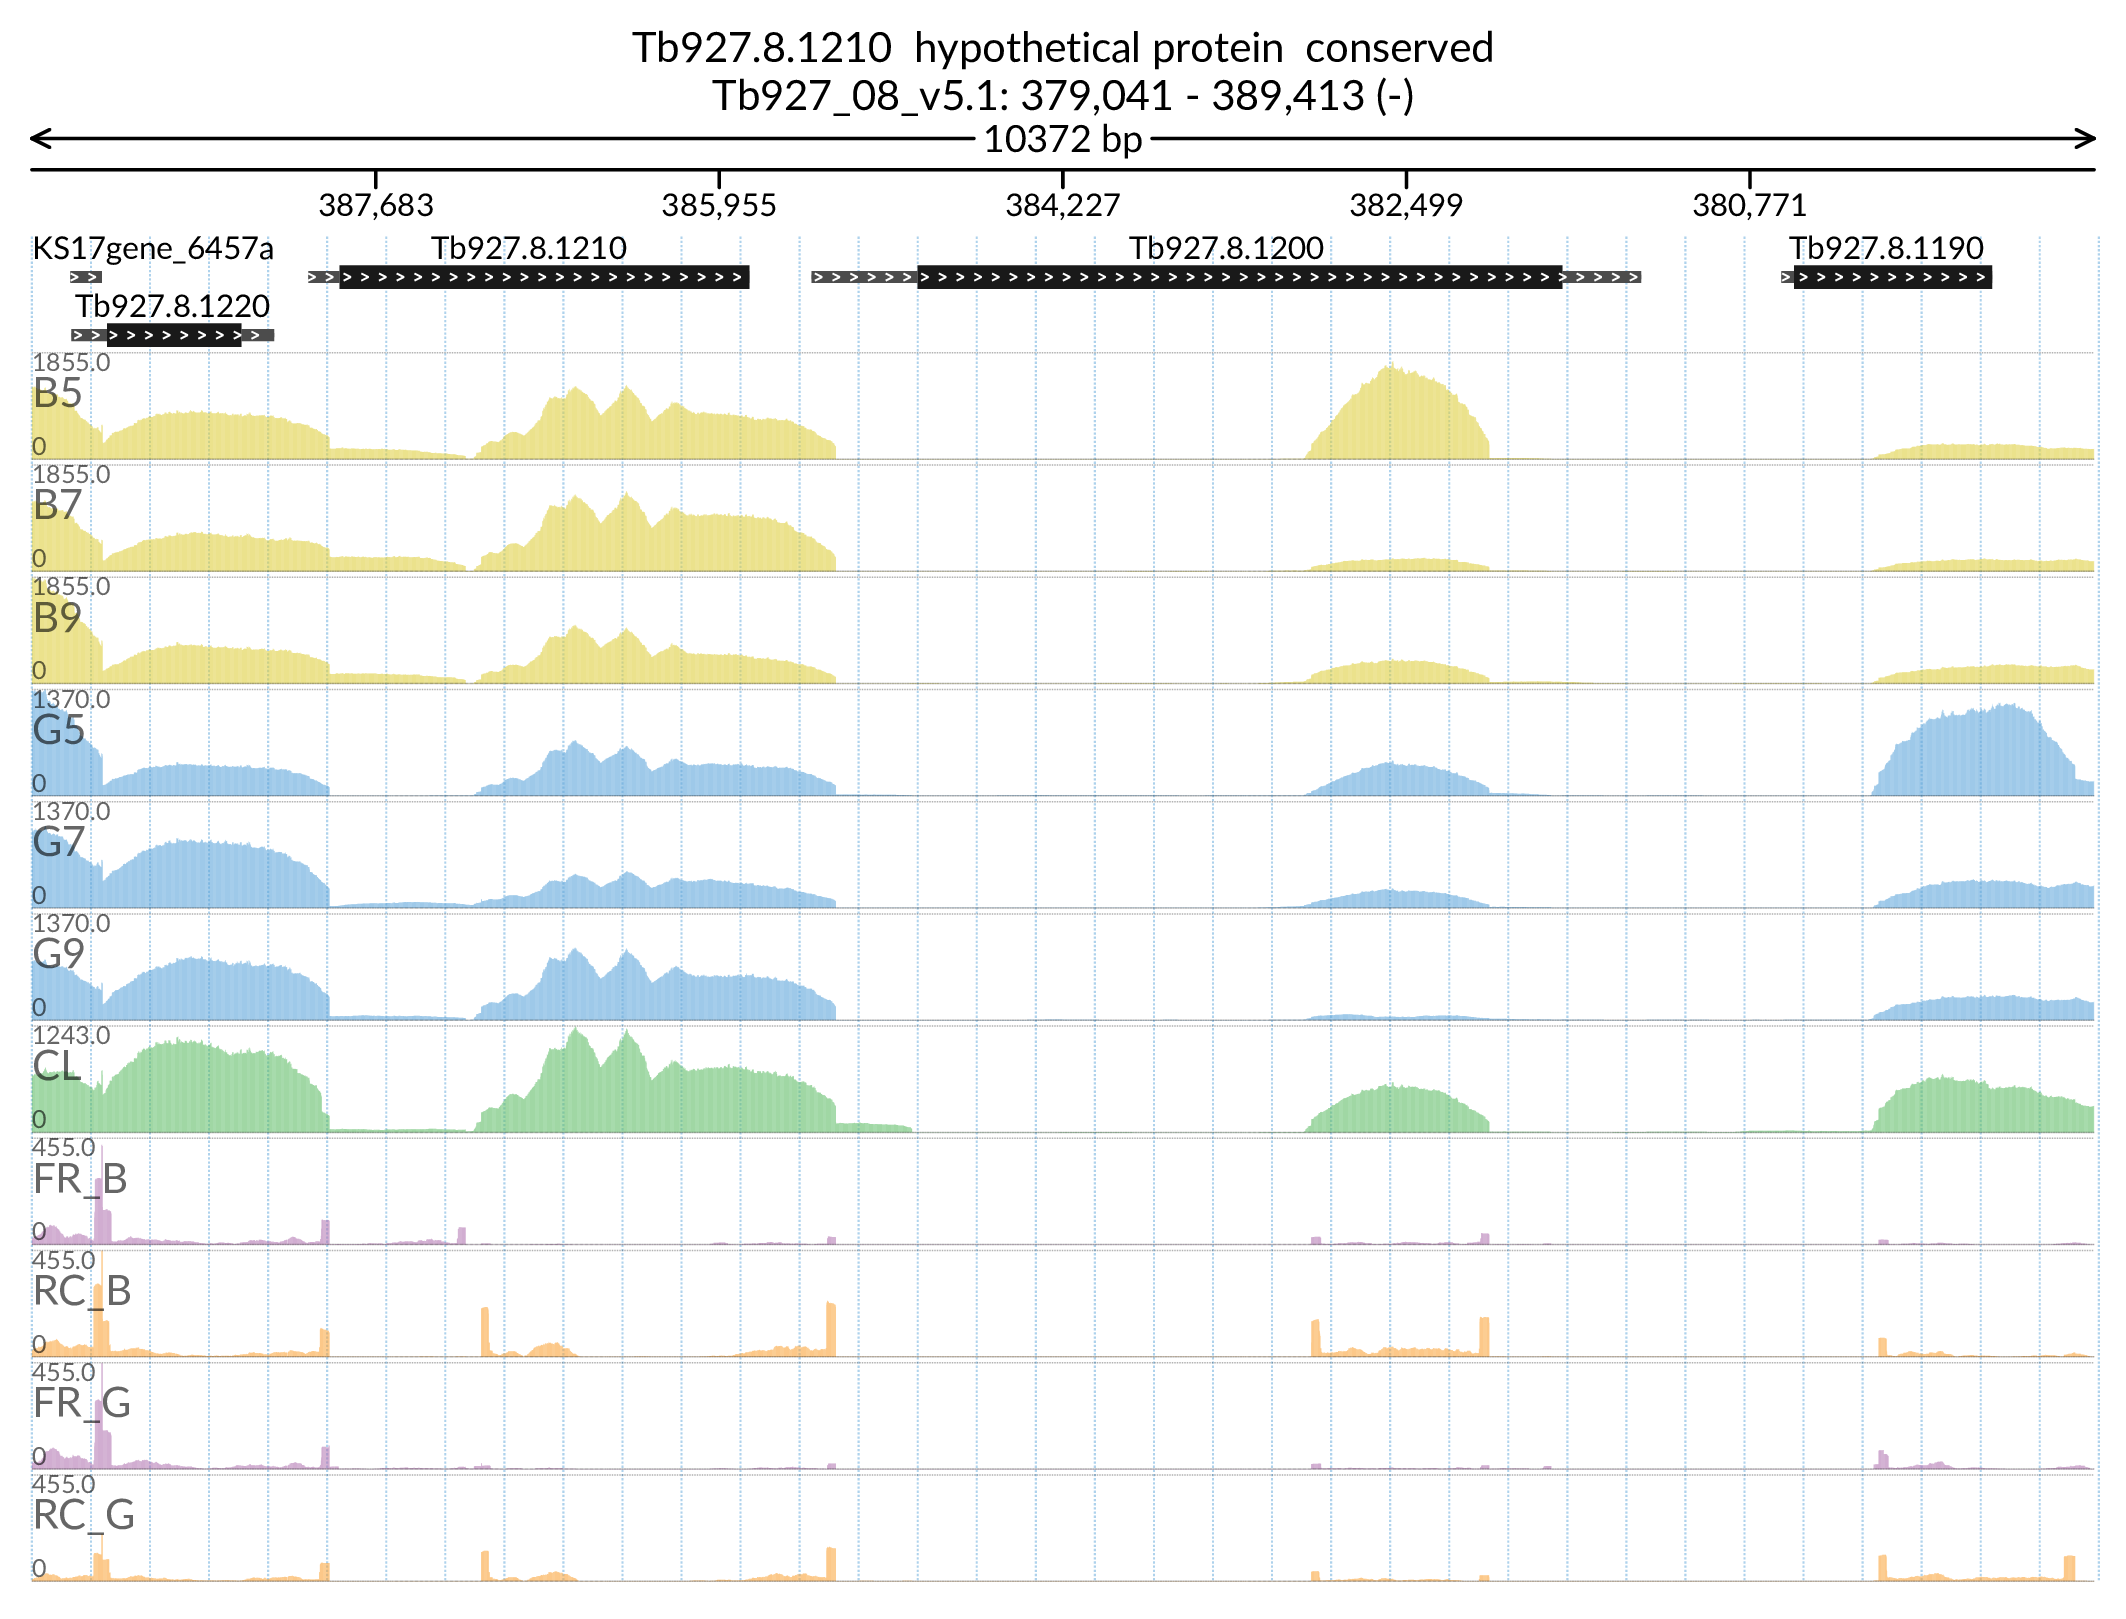 Tb927.8.1210 hypothetical protein conserved
Tb927_08_v5.1: 379,041 - 389,413 (-)
10372 bp
387,683 385,955 384,227 382,499 380,771
KS17gene_6457a Tb927.8.1210 Tb927.8.1200 Tb927.8.1190
Tb927.8.1220
1855.0
B5
0
1855.0
B7
0
1855.0
B9
0
1370.0
G5
0
1370.0
G7
0
1370.0
G9
0
1243.0
CL
0
455.0
FR_B
0
455.0
RC_B
0
455.0
FR_G
0
455.0
RC_G
0